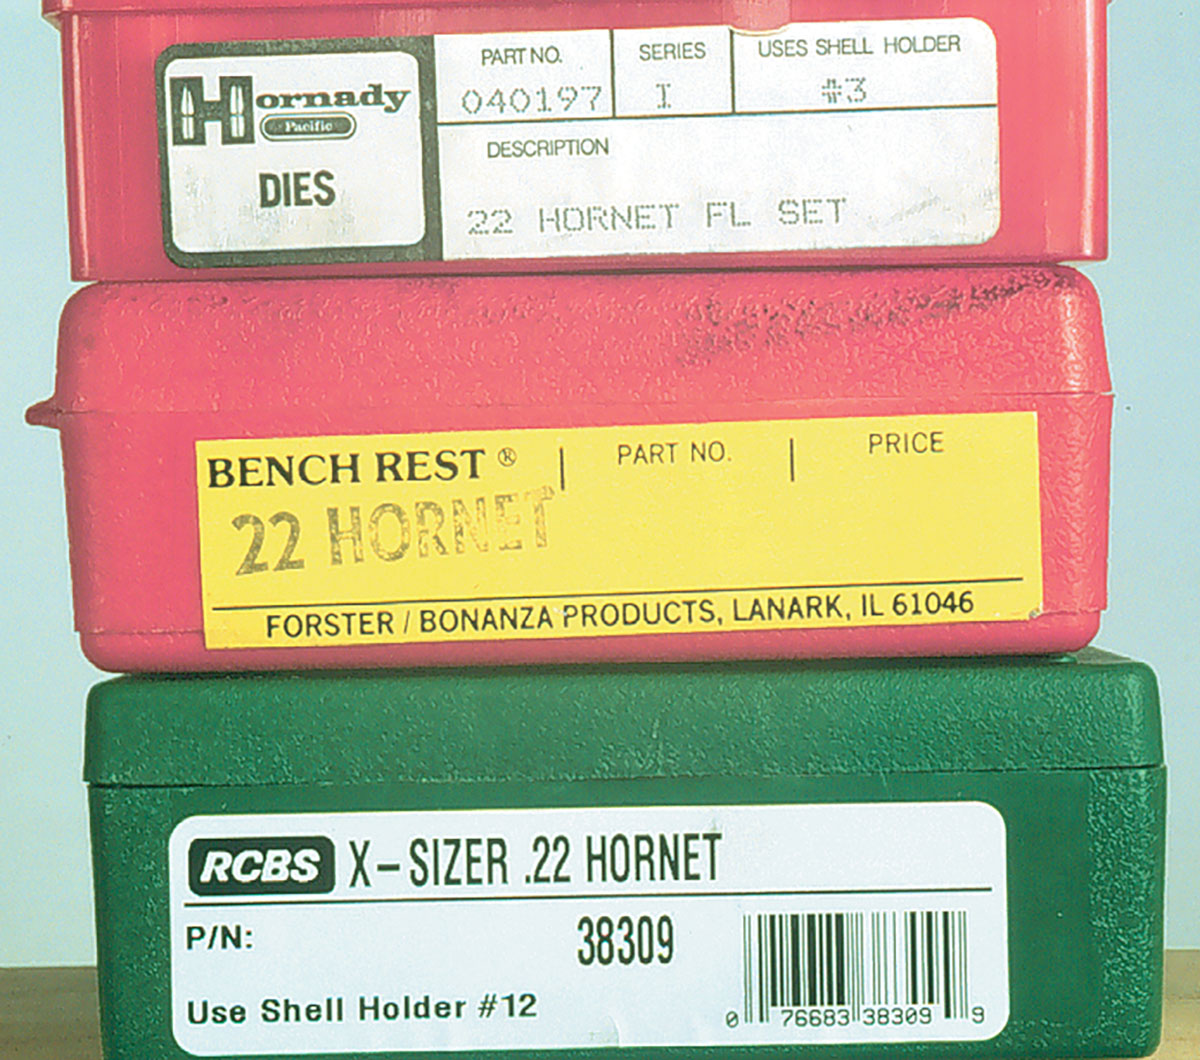 Hornady
Pacific
DIES
PART NO. SERIES USES SHELL HOLDER
040197 I #3
DESCRIPTION
22 HORNET FL SET
BENCH REST ® | PART NO. | PRICE
22 HORNET
FORSTER / BONANZA PRODUCTS, LANARK, IL 61046
RCBS X-SIZER .22 HORNET
P/N: 38309
Use Shell Holder #12
0 76683 38309 9